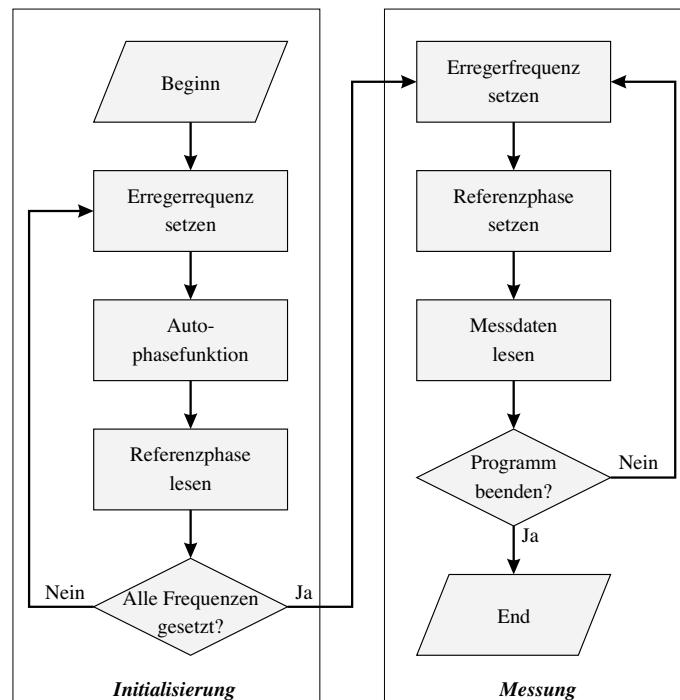 Beginn
Erregerrequenz
setzen
Auto-
phasefunktion
Referenzphase
lesen
Nein
Alle Frequenzen
gesetzt?
Ja
Initialisierung
Erregerfrequenz
setzen
Referenzphase
setzen
Messdaten
lesen
Programm
beenden?
Nein
Ja
End
Messung